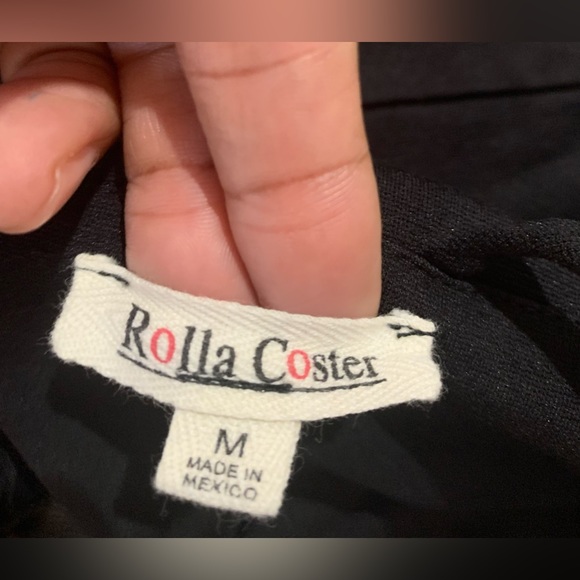 Rolla Coster
M
MADE IN
MEXICO